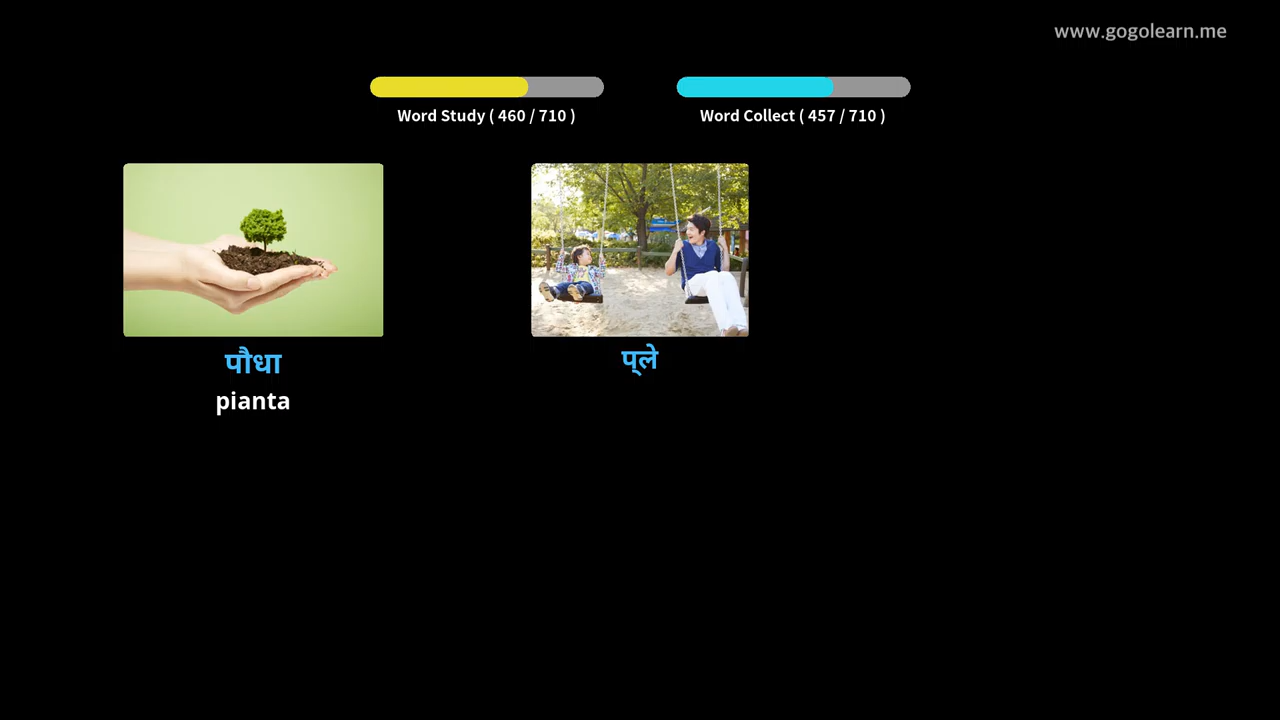 www.gogolearn.me
Word Study ( 460 / 710 )
Word Collect ( 457 / 710 )
पौधा
pianta
प्ले